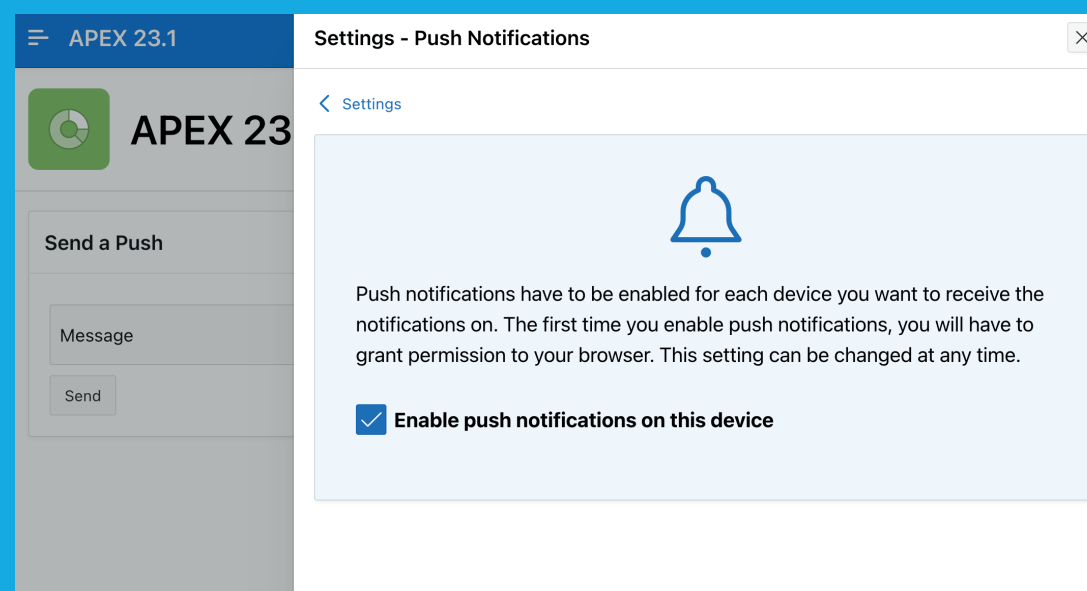 APEX 23.1
Settings - Push Notifications
Settings
APEX 23
Send a Push
Message
Send
Push notifications have to be enabled for each device you want to receive the
notifications on. The first time you enable push notifications, you will have to
grant permission to your browser. This setting can be changed at any time.
Enable push notifications on this device